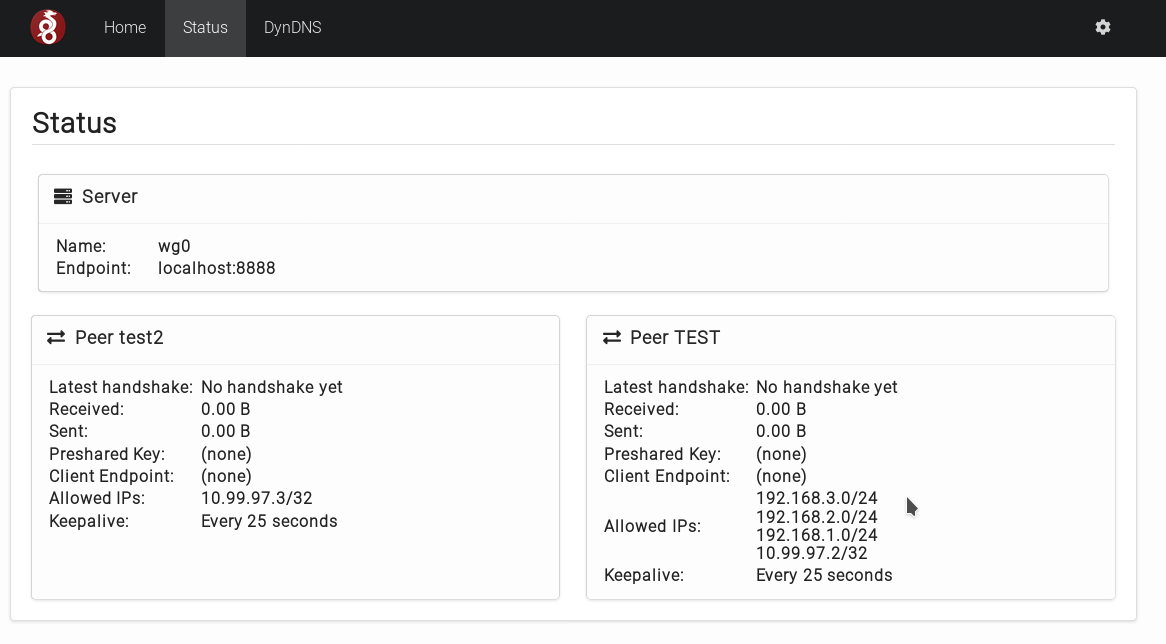 Home Status DynDNS
Status
Server
Name: wg0
Endpoint: localhost:8888
Peer test2
Latest handshake: No handshake yet
Received: 0.00 B
Sent: 0.00 B
Preshared Key: (none)
Client Endpoint: (none)
Allowed IPs: 10.99.97.3/32
Keepalive: Every 25 seconds
Peer TEST
Latest handshake: No handshake yet
Received: 0.00 B
Sent: 0.00 B
Preshared Key: (none)
Client Endpoint: (none)
Allowed IPs: 192.168.3.0/24
192.168.2.0/24
192.168.1.0/24
10.99.97.2/32
Keepalive: Every 25 seconds